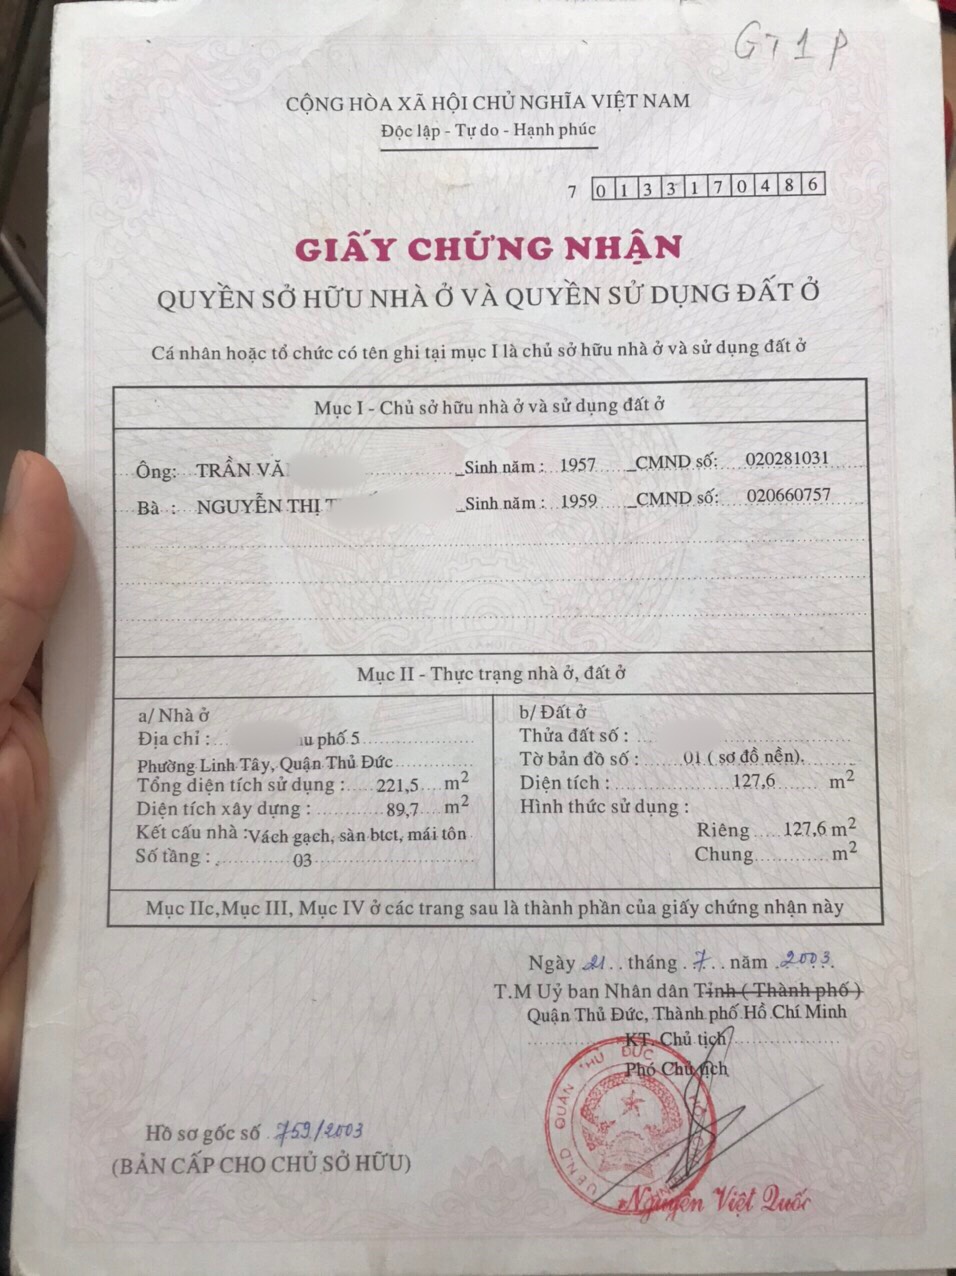 GT1P
CỘNG HÒA XÃ HỘI CHỦ NGHĨA VIỆT NAM
Độc lập - Tự do - Hạnh phúc
7 0133170486
GIẤY CHỨNG NHẬN
QUYỀN SỞ HỮU NHÀ Ở VÀ QUYỀN SỬ DỤNG ĐẤT Ở
Cá nhân hoặc tổ chức có tên ghi tại mục I là chủ sở hữu nhà ở và sử dụng đất ở
Mục I - Chủ sở hữu nhà ở và sử dụng đất ở
Ông: TRẦN VĂ Sinh năm : 1957 CMND số: 020281031
Bà : NGUYỄN THỊ Sinh năm : 1959 CMND số: 020660757
Mục II - Thực trạng nhà ở, đất ở
a/ Nhà ở
Địa chỉ : u phố 5
Phường Linh Tây, Quận Thủ Đức
Tổng diện tích sử dụng : 221,5 m2
Diện tích xây dựng : 89,7 m2
Kết cấu nhà : Vách gạch, sàn btct, mái tôn
Số tầng : 03
b/ Đất ở
Thửa đất số :
Tờ bản đồ số : 01 ( sơ đồ nền).
Diện tích : 127,6 m2
Hình thức sử dụng :
Riêng 127,6 m2
Chung m2
Mục IIc,Mục III, Mục IV ở các trang sau là thành phần của giấy chứng nhận này
Ngày 21 tháng 7 năm 2003
T.M Uỷ ban Nhân dân Tỉnh ( Thành phố )
Quận Thủ Đức, Thành phố Hồ Chí Minh
KT. Chủ tịch
Phó Chủ tịch
U.B.N.D QUẬN THỦ ĐỨC
Nguyễn Việt Quốc
Hồ sơ gốc số 759/2003
(BẢN CẤP CHO CHỦ SỞ HỮU)